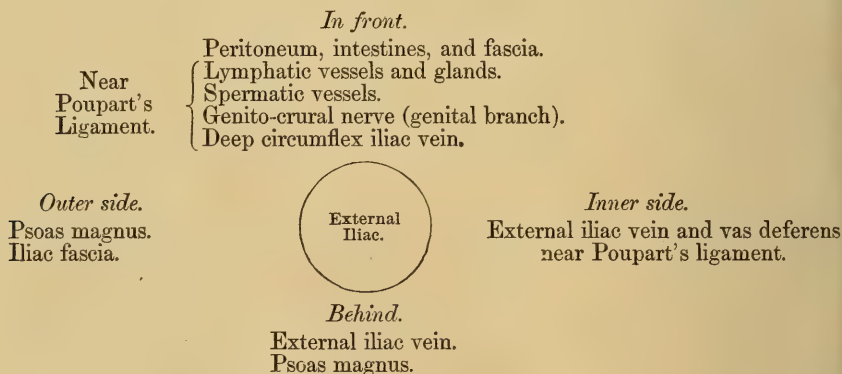 In front.
Peritoneum, intestines, and fascia.
Near
Poupart's
Ligament.
Lymphatic vessels and glands.
Spermatic vessels.
Genito-crural nerve (genital branch).
Deep circumflex iliac vein.
Outer side.
Psoas magnus.
Iliac fascia.
External
Iliac.
Inner side.
External iliac vein and vas deferens
near Poupart's ligament.
Behind.
External iliac vein.
Psoas magnus.